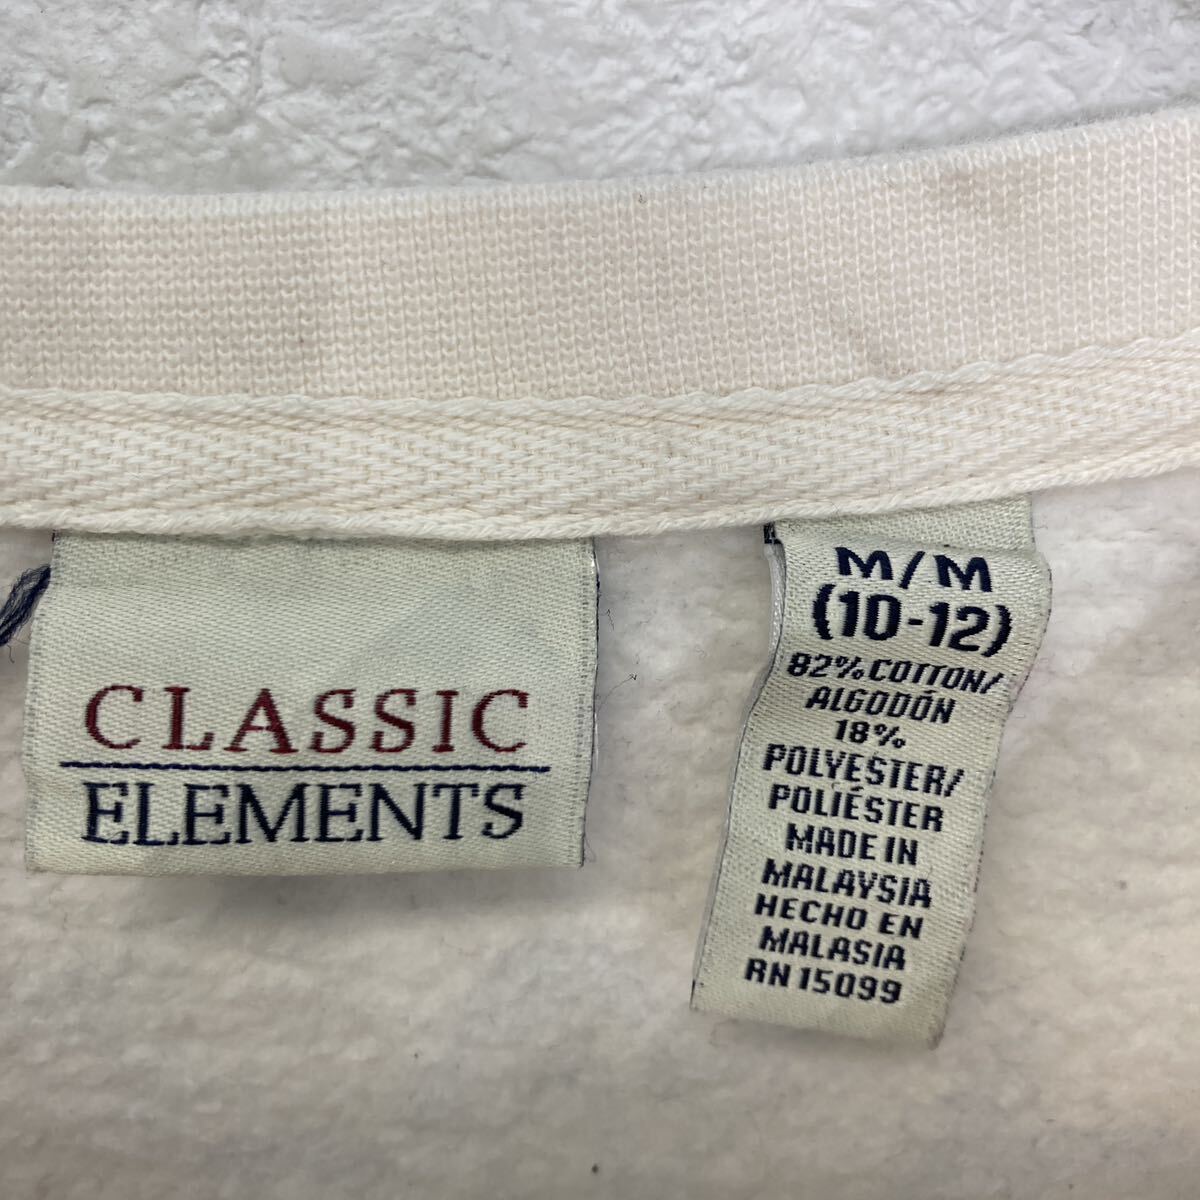 CLASSIC
ELEMENTS
M/M
(10-12)
82% COTTON/
ALGODÓN
18%
POLYESTER/
POLIÉSTER
MADE IN
MALAYSIA
HECHO EN
MALASIA
RN 15099